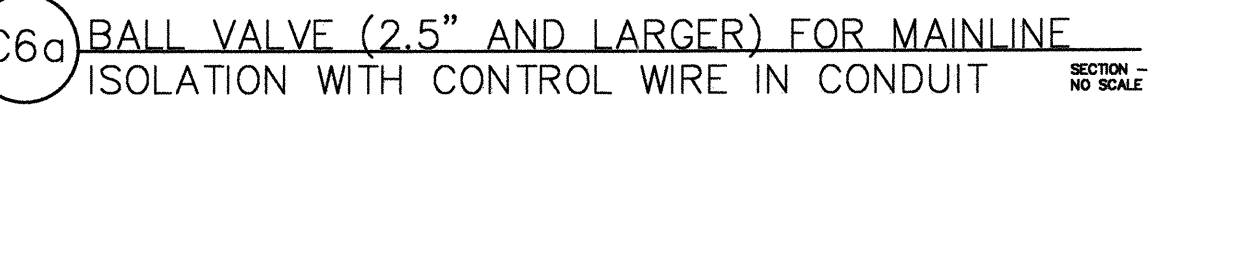 C6a
BALL VALVE (2.5" AND LARGER) FOR MAINLINE
ISOLATION WITH CONTROL WIRE IN CONDUIT
SECTION –
NO SCALE